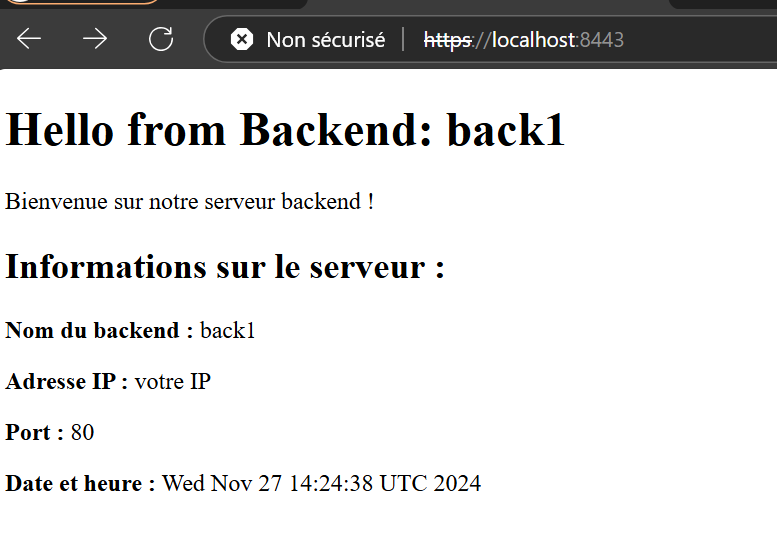 Non sécurisé | https://localhost:8443
Hello from Backend: back1
Bienvenue sur notre serveur backend !
Informations sur le serveur :
Nom du backend : back1
Adresse IP : votre IP
Port : 80
Date et heure : Wed Nov 27 14:24:38 UTC 2024